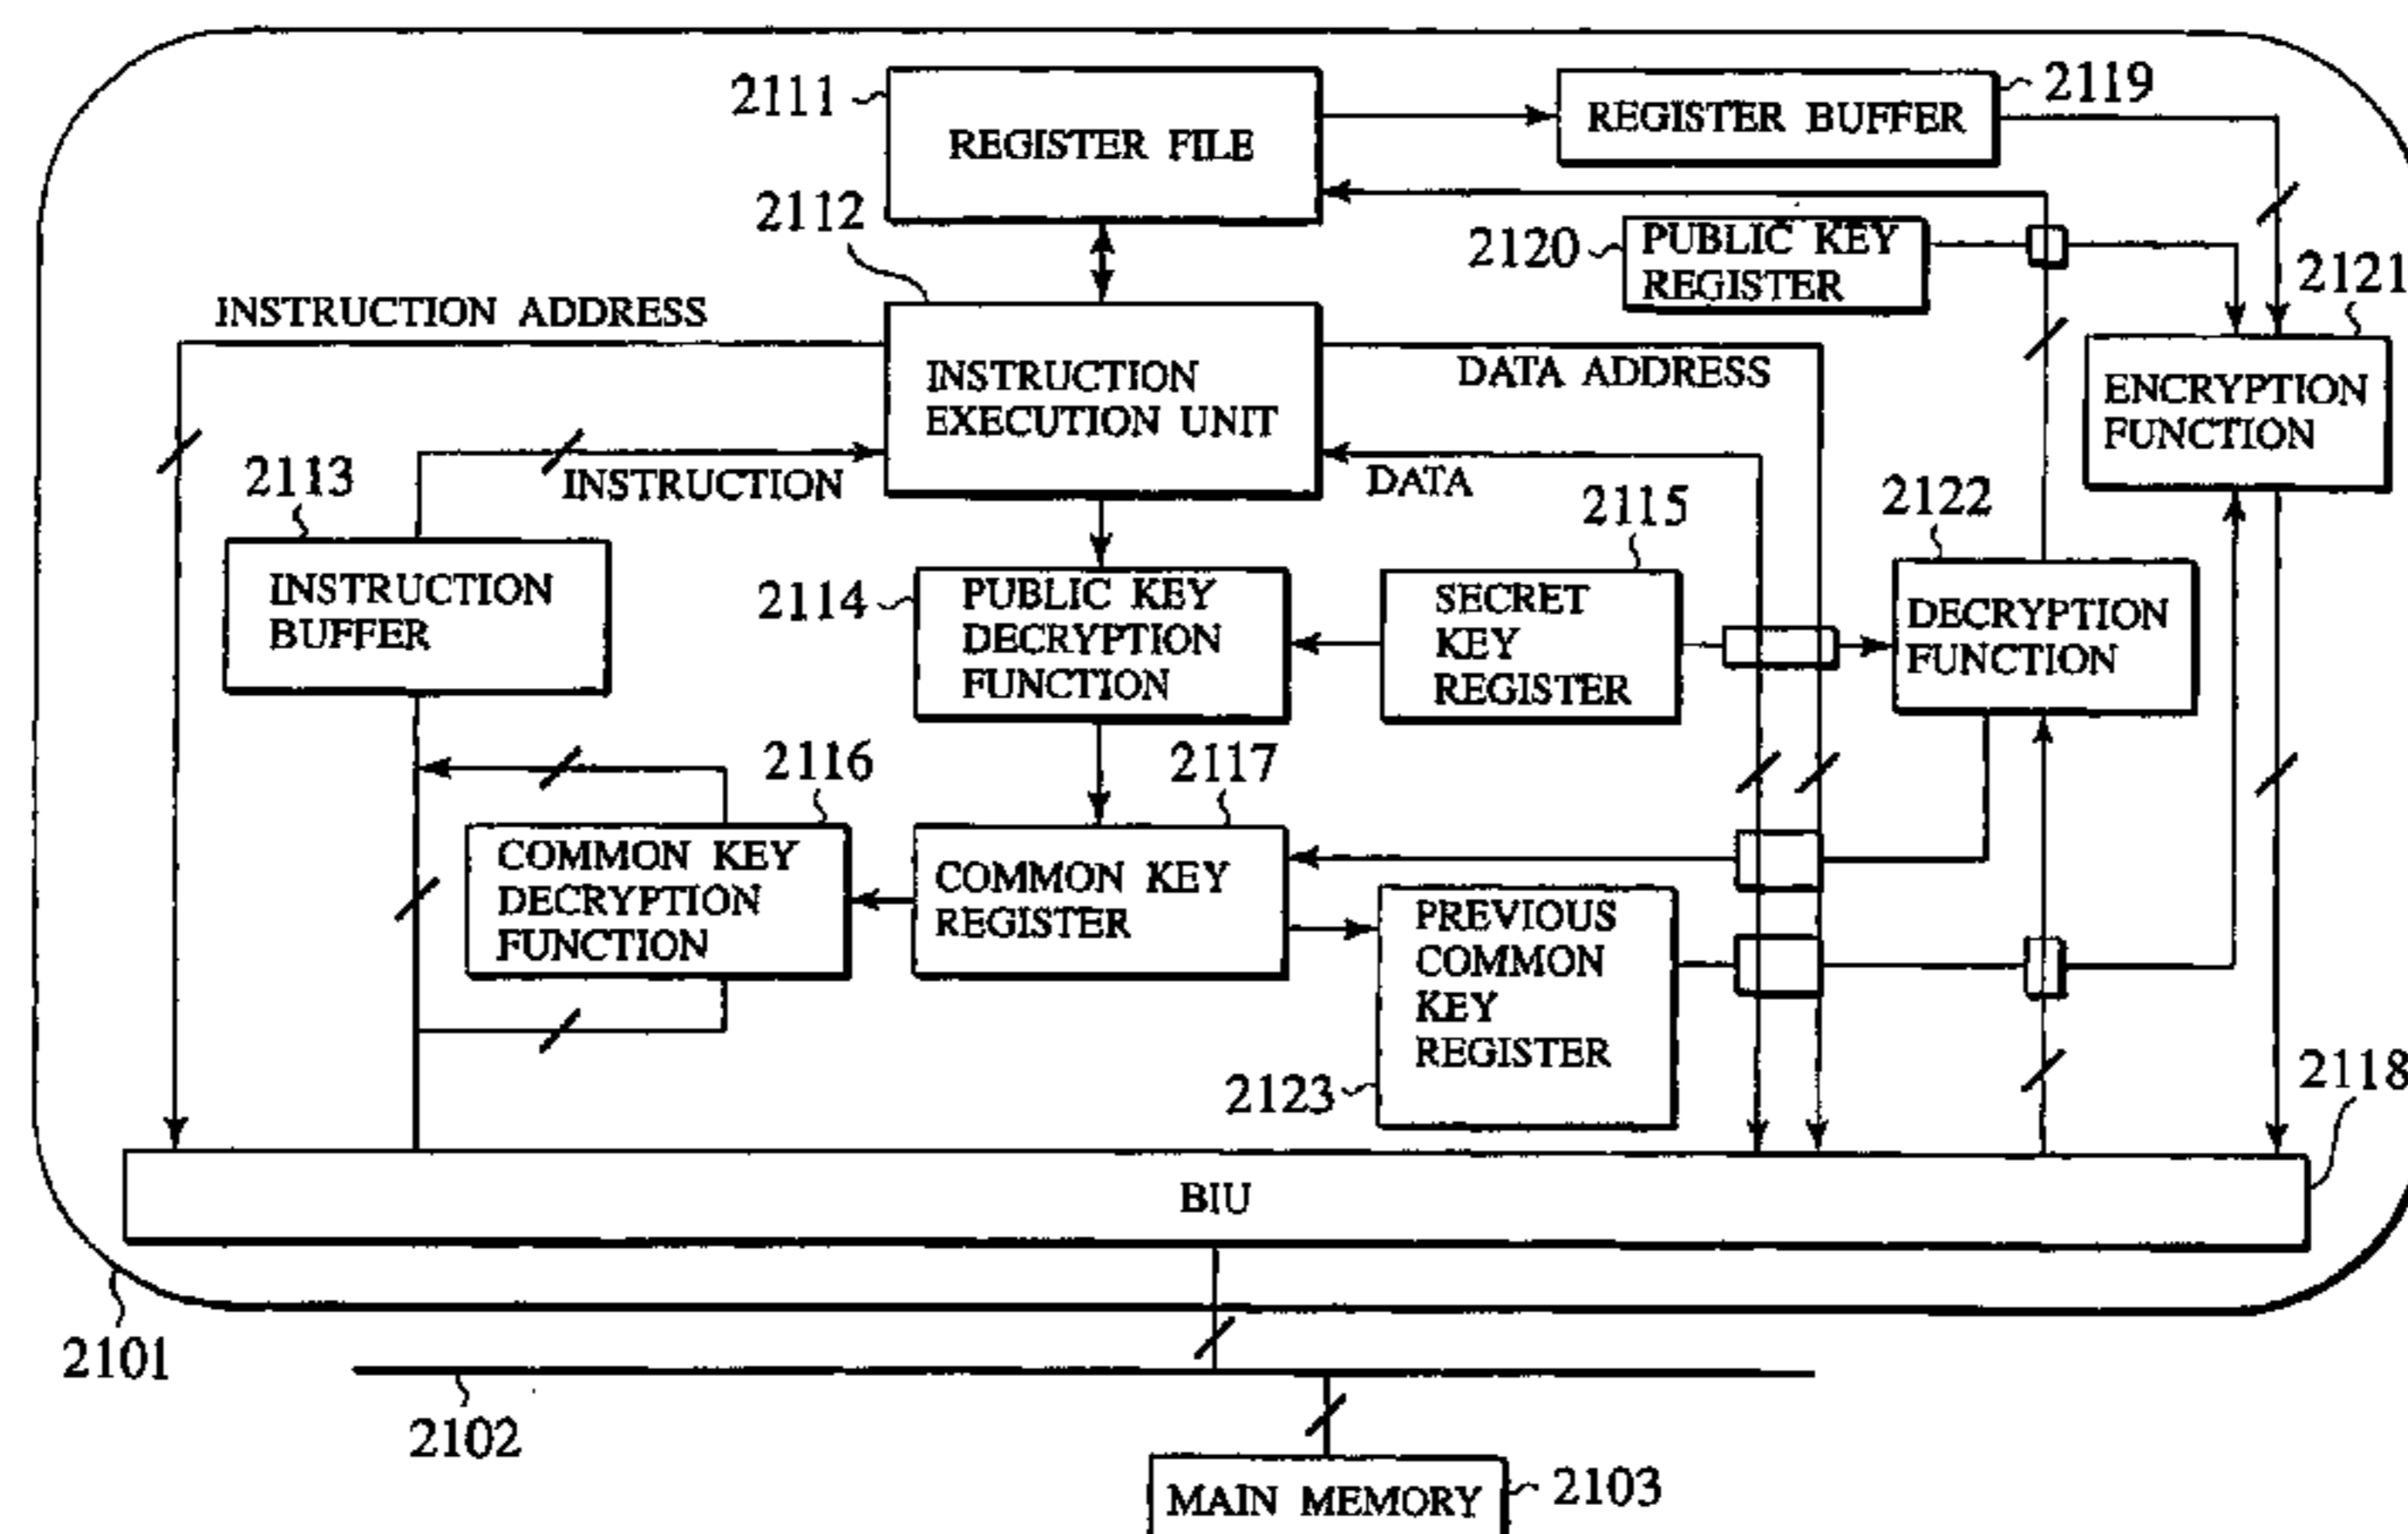 2111
REGISTER FILE
REGISTER BUFFER
2119
2112
2120
PUBLIC KEY
REGISTER
2121
INSTRUCTION ADDRESS
INSTRUCTION
EXECUTION UNIT
DATA ADDRESS
ENCRYPTION
FUNCTION
2113
INSTRUCTION
DATA
2115
2122
INSTRUCTION
BUFFER
2114
PUBLIC KEY
DECRYPTION
FUNCTION
SECRET
KEY
REGISTER
DECRYPTION
FUNCTION
2116
2117
COMMON KEY
DECRYPTION
FUNCTION
COMMON KEY
REGISTER
PREVIOUS
COMMON
KEY
REGISTER
2123
2118
BIU
2101
2102
MAIN MEMORY
2103